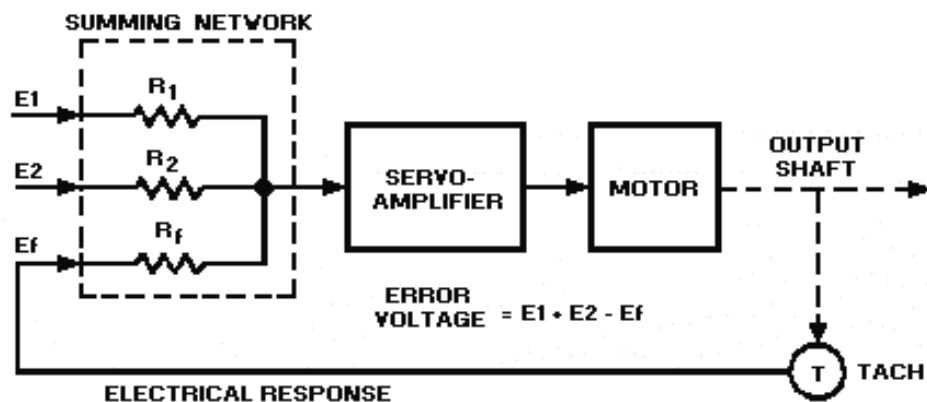 SUMMING NETWORK
E1
R1
E2
R2
Ef
Rf
SERVO-
AMPLIFIER
MOTOR
OUTPUT
SHAFT
ERROR
VOLTAGE = E1 + E2 - Ef
T
TACH
ELECTRICAL RESPONSE